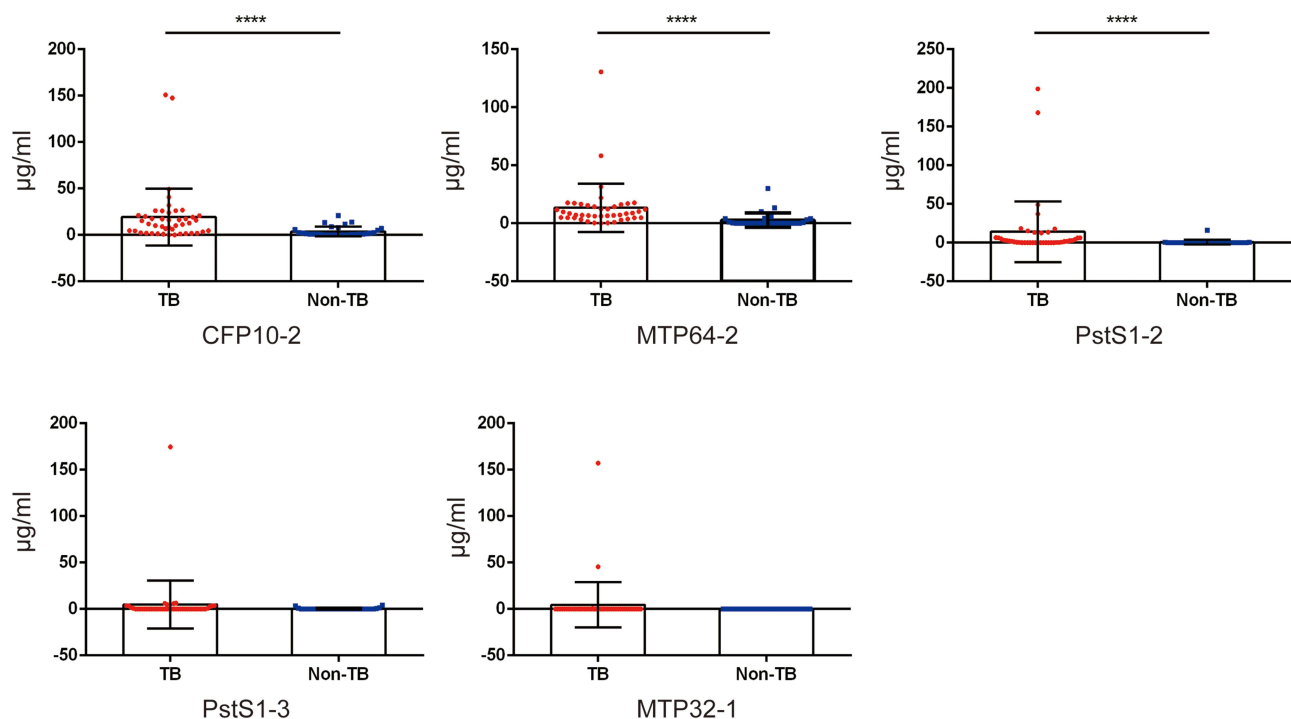 ****
200
150
100
50
0
-50
µg/ml
TB
Non-TB
CFP10-2
****
150
100
50
0
-50
µg/ml
TB
Non-TB
MTP64-2
****
250
200
150
100
50
0
-50
µg/ml
TB
Non-TB
PstS1-2
200
150
100
50
0
-50
µg/ml
TB
Non-TB
PstS1-3
200
150
100
50
0
-50
µg/ml
TB
Non-TB
MTP32-1